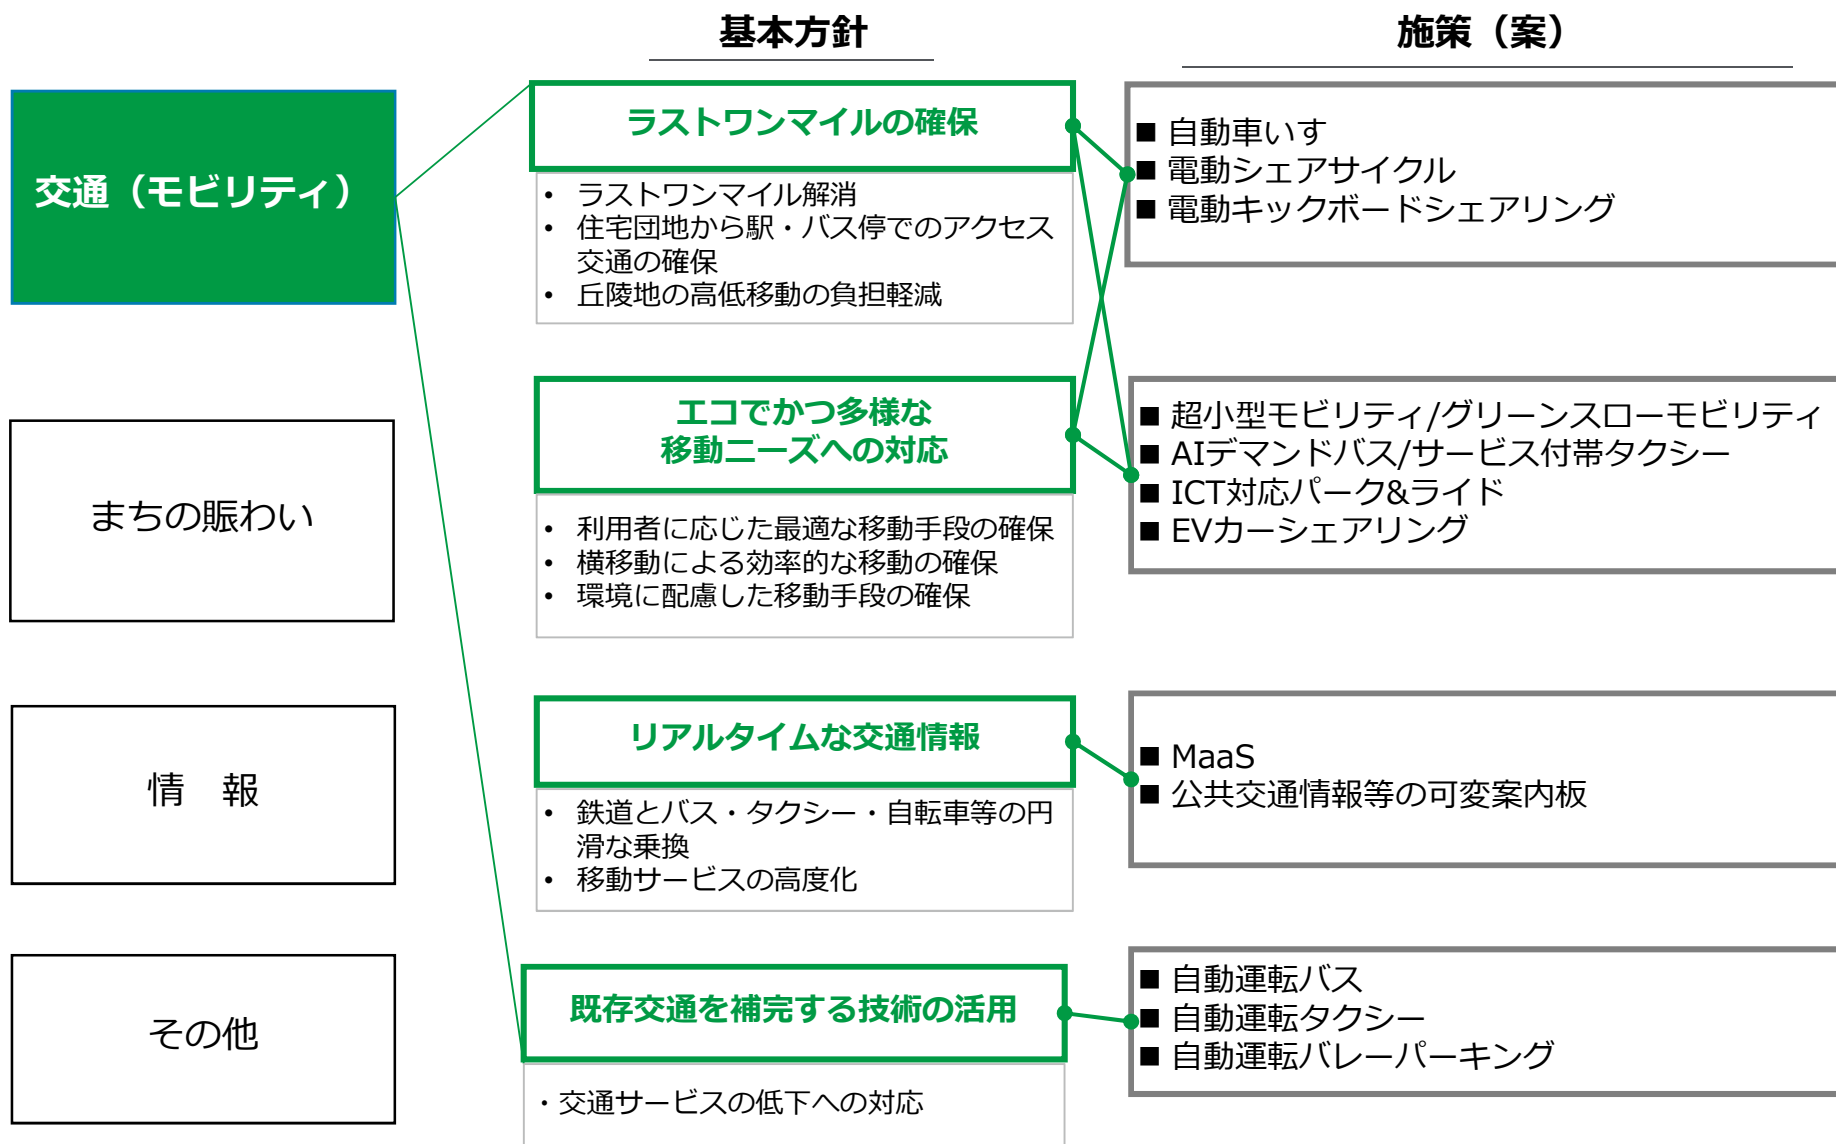 基本方針
施策（案）
交通（モビリティ）
まちの賑わい
情　報
その他
ラストワンマイルの確保
• ラストワンマイル解消
• 住宅団地から駅・バス停でのアクセス
交通の確保
• 丘陵地の高低移動の負担軽減
■ 自動車いす
■ 電動シェアサイクル
■ 電動キックボードシェアリング
エコでかつ多様な
移動ニーズへの対応
• 利用者に応じた最適な移動手段の確保
• 横移動による効率的な移動の確保
• 環境に配慮した移動手段の確保
■ 超小型モビリティ/グリーンスローモビリティ
■ AIデマンドバス/サービス付帯タクシー
■ ICT対応パーク&ライド
■ EVカーシェアリング
リアルタイムな交通情報
• 鉄道とバス・タクシー・自転車等の円
滑な乗換
• 移動サービスの高度化
■ MaaS
■ 公共交通情報等の可変案内板
既存交通を補完する技術の活用
・交通サービスの低下への対応
■ 自動運転バス
■ 自動運転タクシー
■ 自動運転バレーパーキング